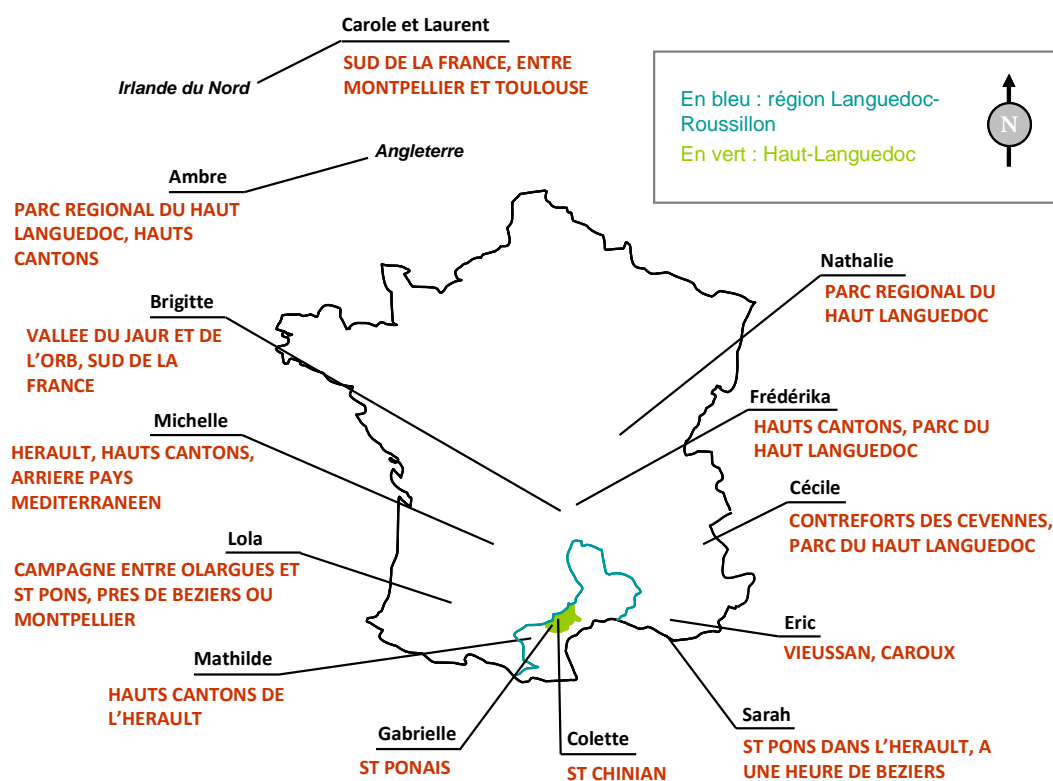 Carole et Laurent
SUD DE LA FRANCE, ENTRE
MONTPELLIER ET TOULOUSE
Irlande du Nord
En bleu : région Languedoc-
Roussillon
En vert : Haut-Languedoc
N
Angleterre
Ambre
PARC REGIONAL DU HAUT
LANGUEDOC, HAUTS
CANTONS
Nathalie
PARC REGIONAL DU
HAUT LANGUEDOC
Brigitte
VALLEE DU JAUR ET DE
L’ORB, SUD DE LA
FRANCE
Frédérika
HAUTS CANTONS, PARC DU
HAUT LANGUEDOC
Michelle
HERAULT, HAUTS CANTONS,
ARRIERE PAYS
MEDITERRANEEN
Cécile
CONTREFORTS DES CEVENNES,
PARC DU HAUT LANGUEDOC
Lola
CAMPAGNE ENTRE OLARGUES ET
ST PONS, PRES DE BEZIERS OU
MONTPELLIER
Eric
VIEUSSAN, CAROUX
Mathilde
HAUTS CANTONS DE
L’HERAULT
Gabrielle
ST PONAIS
Colette
ST CHINIAN
Sarah
ST PONS DANS L’HERAULT, A
UNE HEURE DE BEZIERS